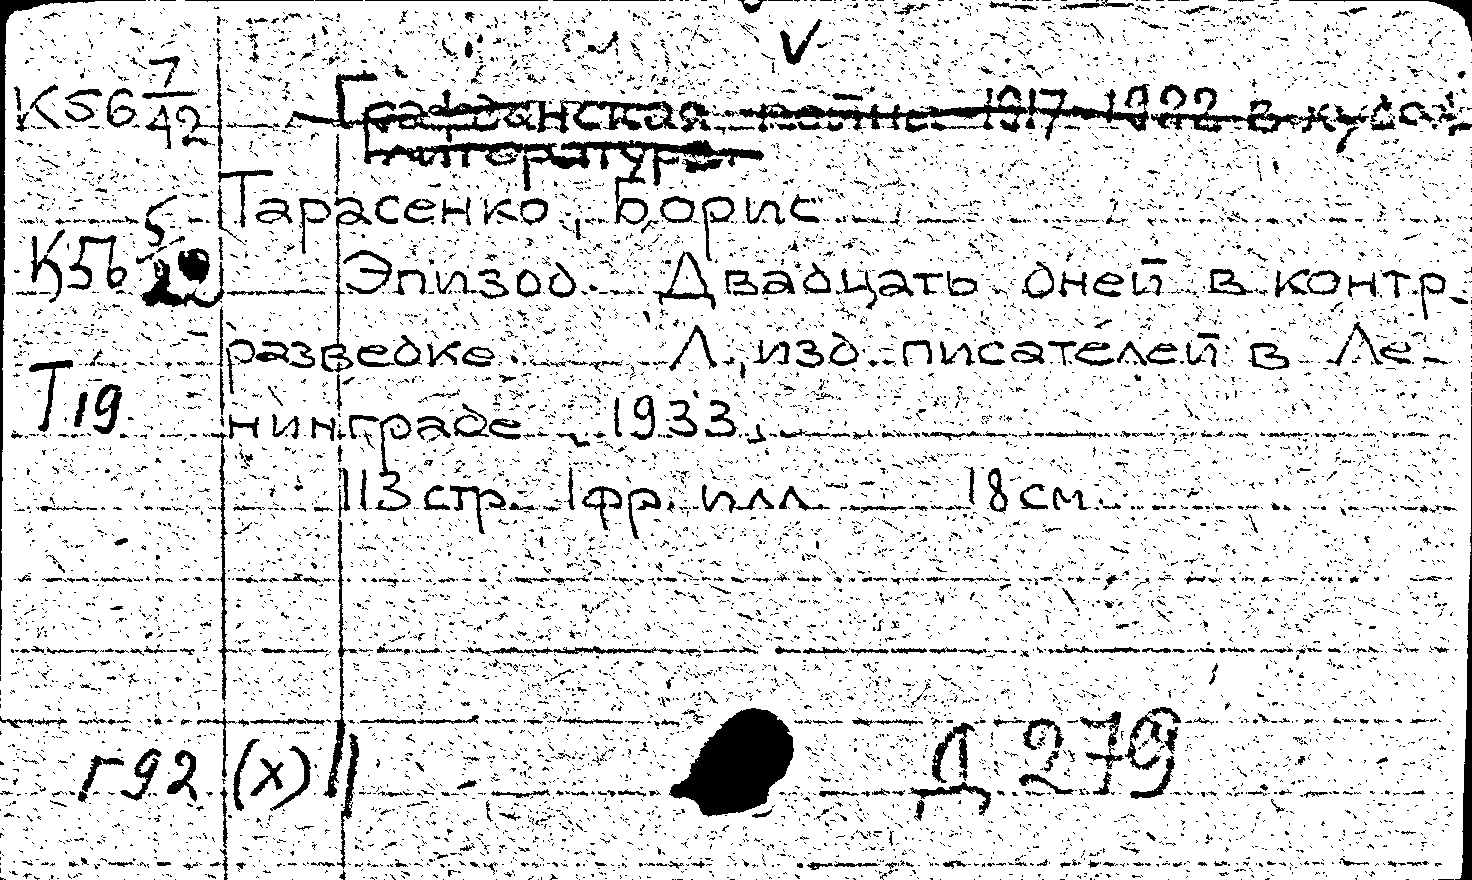 V
К56 7/42 Гражданская война 1917-1922 в худож.
литературе
Тарасенко, Борис
К56 5/29 Эпизод. Двадцать дней в контр-
разведке. Л., изд. писателей в Ле-
Т19 нинграде, 1933,
113 стр. 1 фр. илл. 18 см.
г92 (х) || Д 279